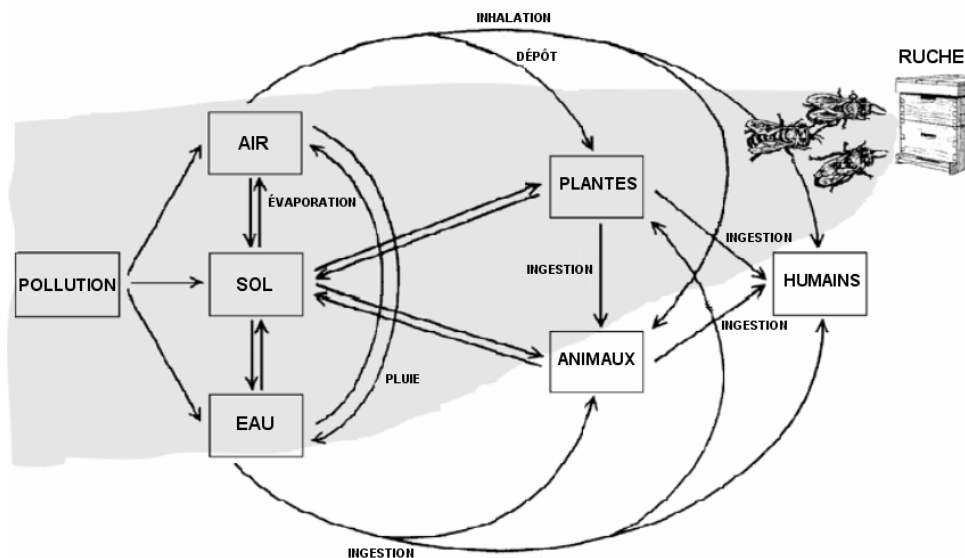 INHALATION
DÉPÔT
RUCHE
AIR
PLANTES
ÉVAPORATION
INGESTION
INGESTION
POLLUTION
SOL
HUMAINS
INGESTION
ANIMAUX
PLUIE
EAU
INGESTION